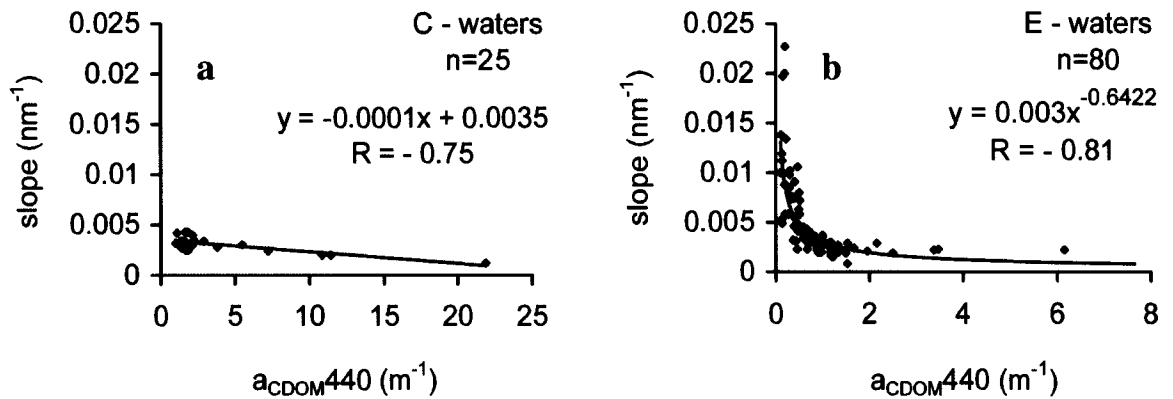 C - waters
n=25
a
y = -0.0001x + 0.0035
R = - 0.75
0.025
0.02
0.015
0.01
0.005
0
slope (nm⁻¹)
0 5 10 15 20 25
a_CDOM440 (m⁻¹)
E - waters
n=80
b
y = 0.003x^-0.6422
R = - 0.81
0.025
0.02
0.015
0.01
0.005
0
slope (nm⁻¹)
0 2 4 6 8
a_CDOM440 (m⁻¹)